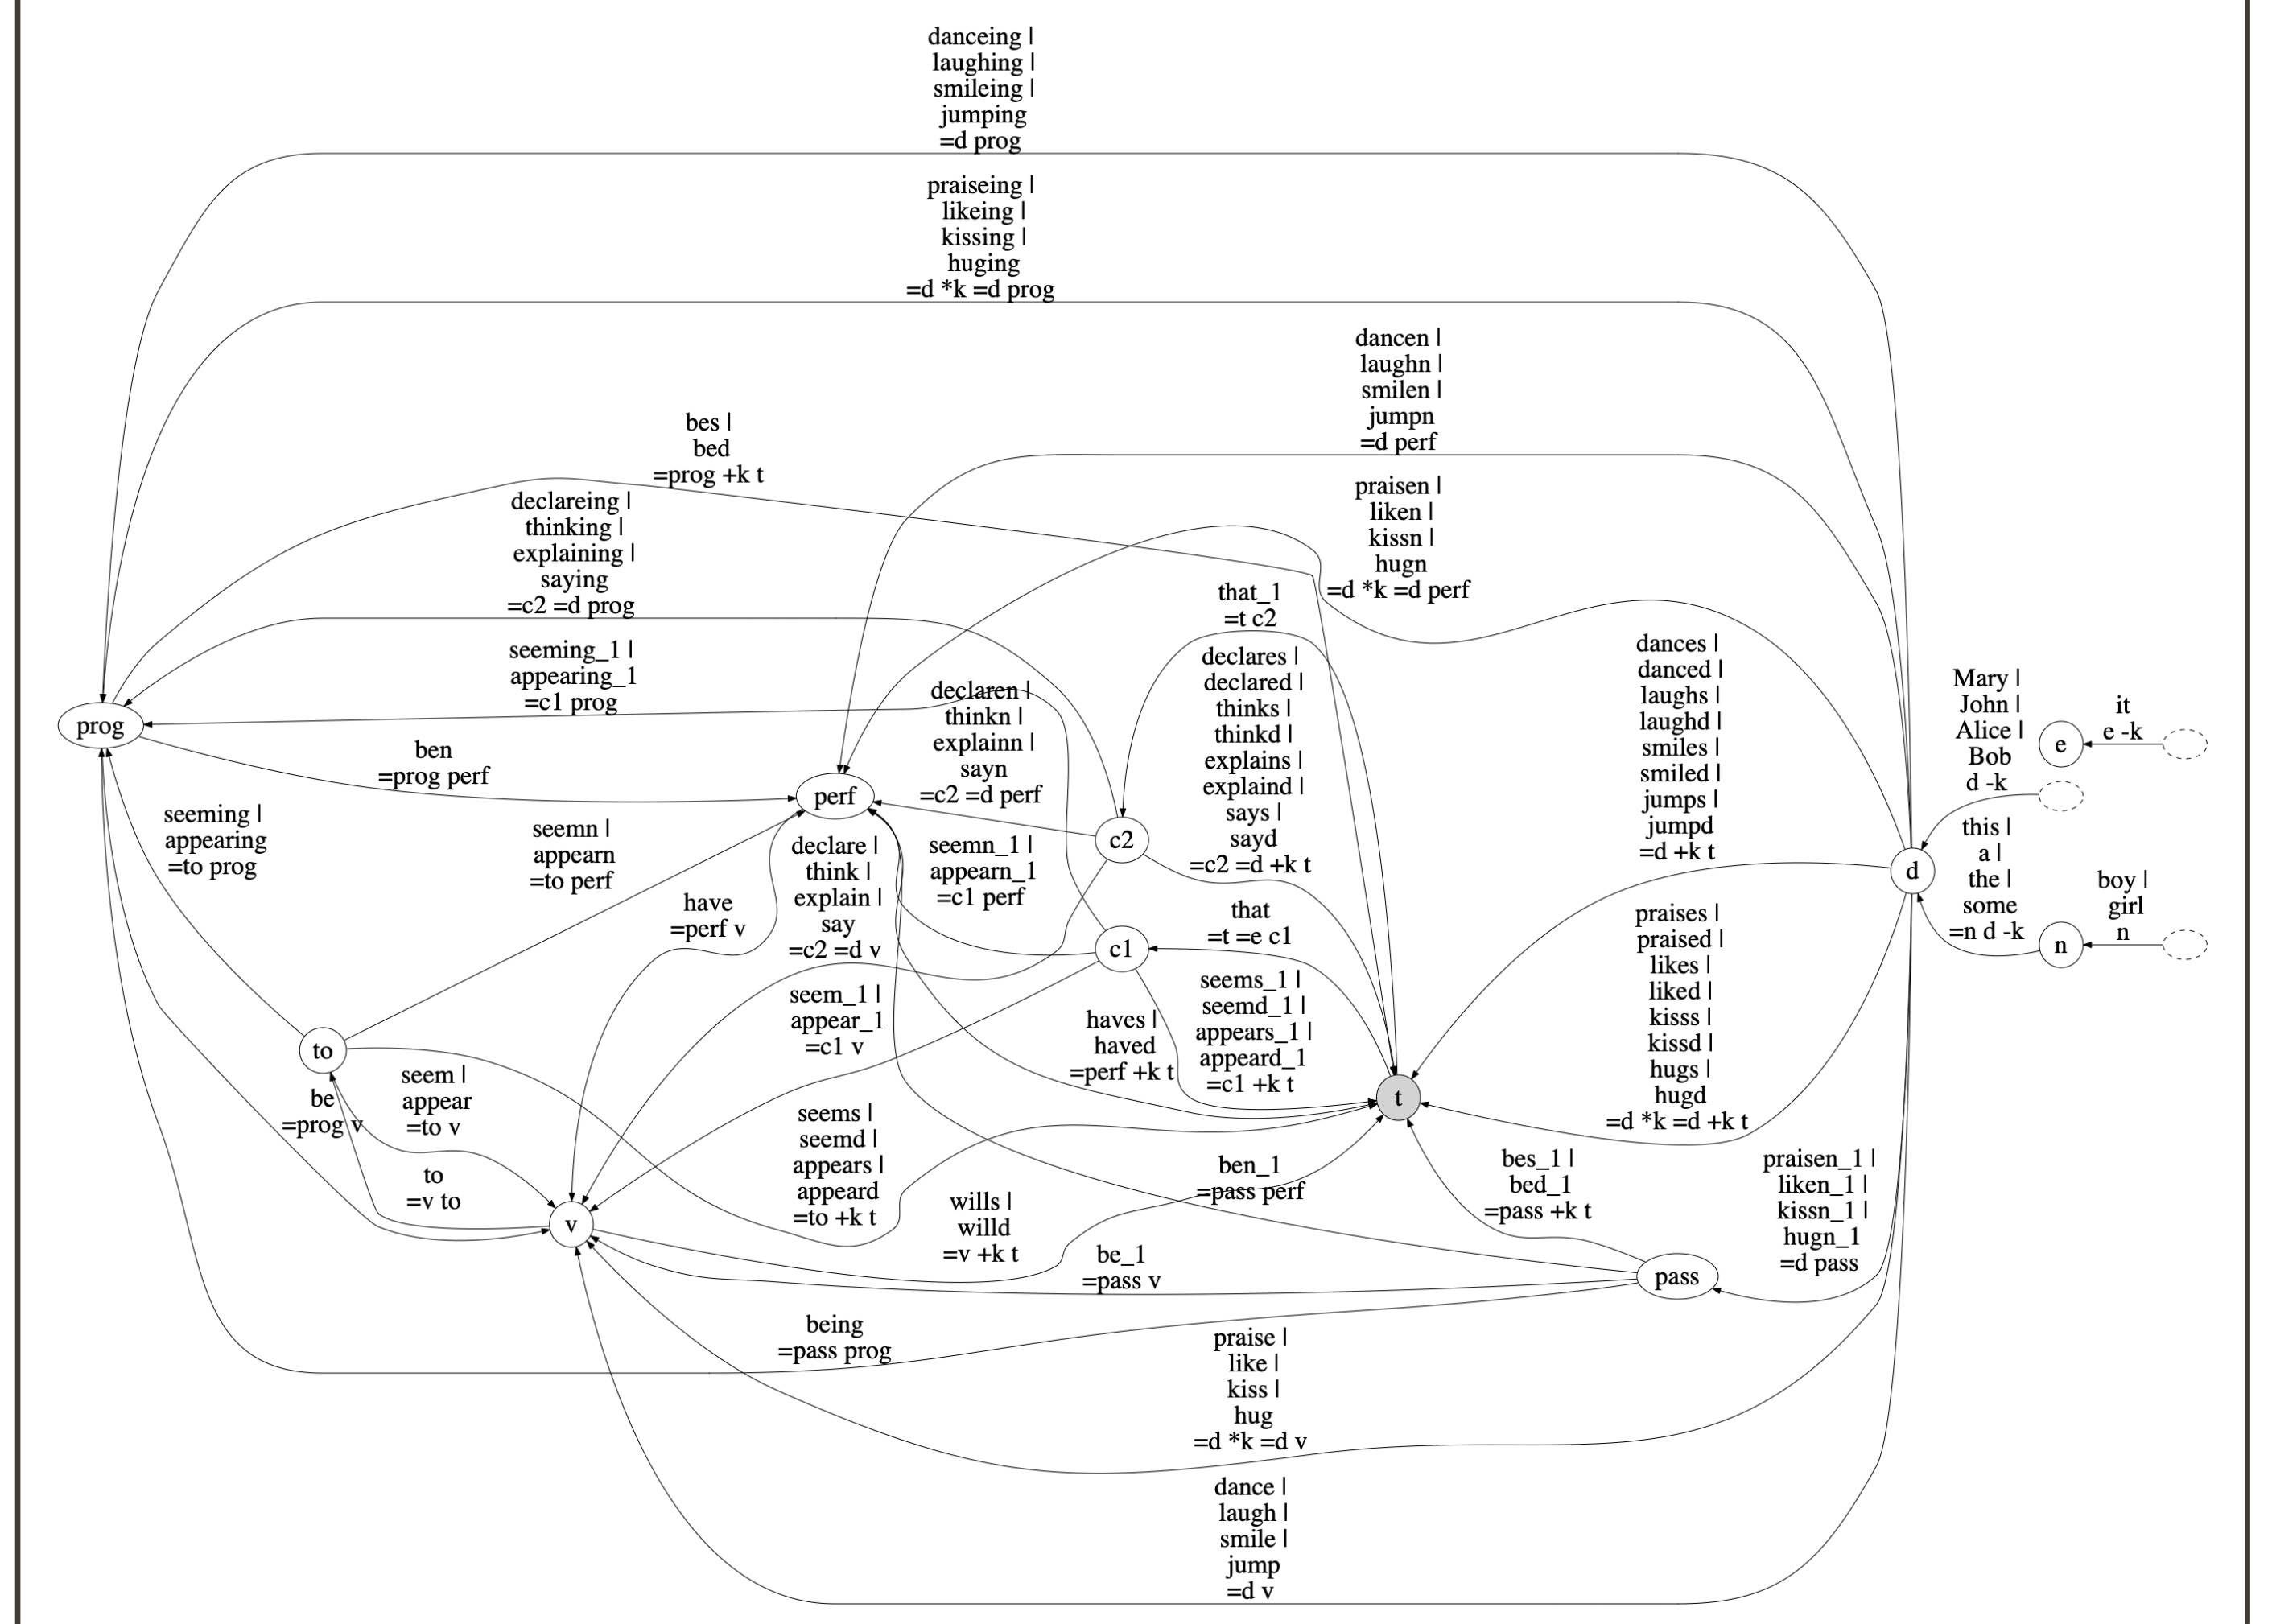 danceing |
laughing |
smileing |
jumping
=d prog
praiseing |
likeing |
kissing |
huging
=d *k =d prog
dancen |
laughn |
smilen |
jumpn
=d perf
bes |
bed
=prog +k t
praisen |
liken |
kissn |
hugn
=d *k =d perf
declareing |
thinking |
explaining |
saying
=c2 =d prog
that_1
=t c2
seeming_1 |
appearing_1
=c1 prog
declaren |
thinkn |
explainn |
sayn
=c2 =d perf
declares |
declared |
thinks |
thinkd |
explains |
explaind |
says |
sayd
=c2 =d +k t
dances |
danced |
laughs |
laughd |
smiles |
smiled |
jumps |
jumpd
=d +k t
Mary |
John |
Alice |
Bob
d -k
it
e -k
e
prog
ben
=prog perf
perf
c2
d
this |
a |
the |
some
=n d -k
boy |
girl
n
n
seeming |
appearing
=to prog
seemn |
appearn
=to perf
have
=perf v
declare |
think |
explain |
say
=c2 =d v
seemn_1 |
appearn_1
=c1 perf
that
=t =e c1
c1
praises |
praised |
likes |
liked |
kisss |
kissd |
hugs |
hugd
=d *k =d +k t
seem_1 |
appear_1
=c1 v
haves |
haved
=perf +k t
seems_1 |
seemd_1 |
appears_1 |
appeard_1
=c1 +k t
t
to
be
=prog v
seem |
appear
=to v
to
=v to
v
seems |
seemd |
appears |
appeard
=to +k t
wills |
willd
=v +k t
ben_1
=pass perf
bes_1 |
bed_1
=pass +k t
praisen_1 |
liken_1 |
kissn_1 |
hugn_1
=d pass
be_1
=pass v
pass
being
=pass prog
praise |
like |
kiss |
hug
=d *k =d v
dance |
laugh |
smile |
jump
=d v